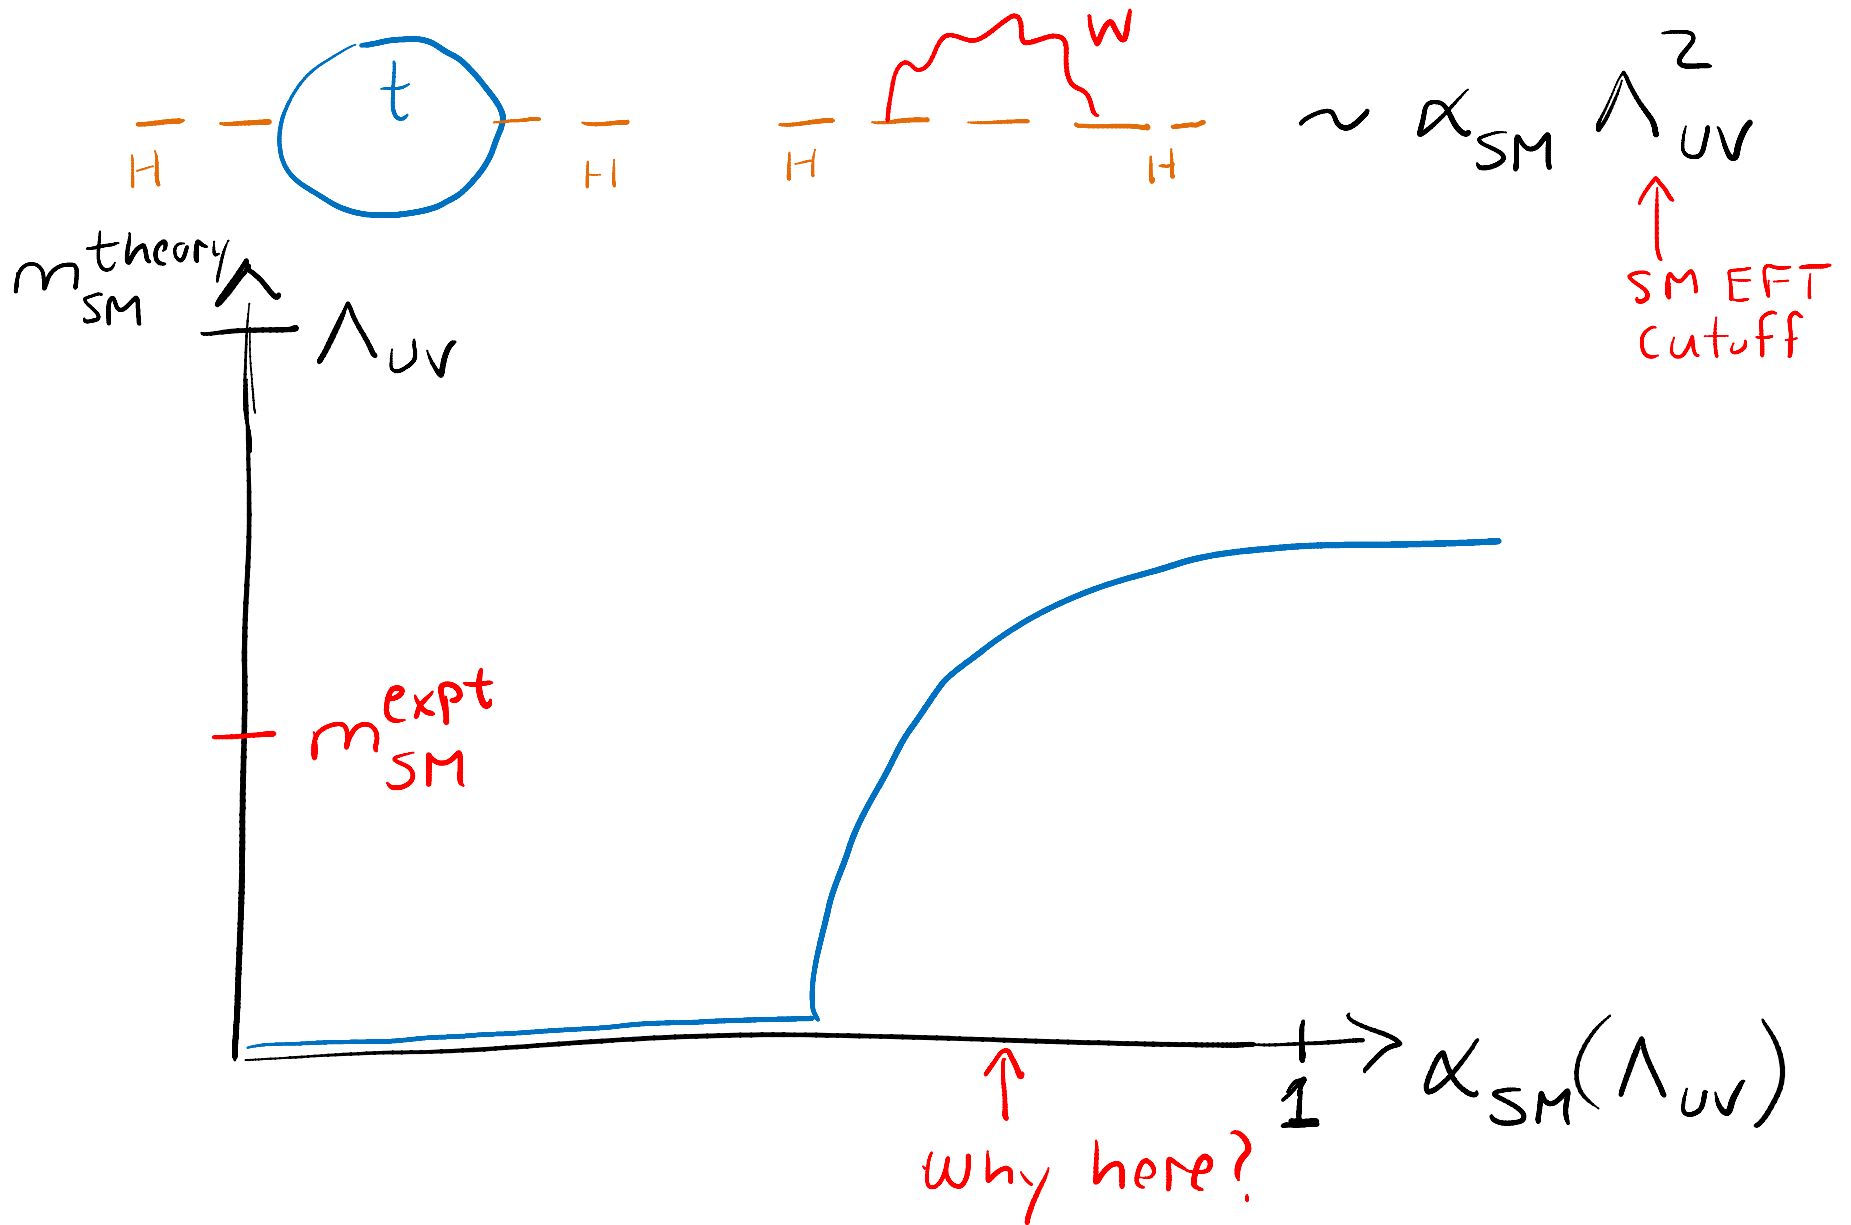 t
W
H H H H
~ α_SM Λ_UV^2
SM EFT
cutoff
m_SM^theory
Λ_UV
m_SM^expt
1
α_SM(Λ_UV)
Why here?